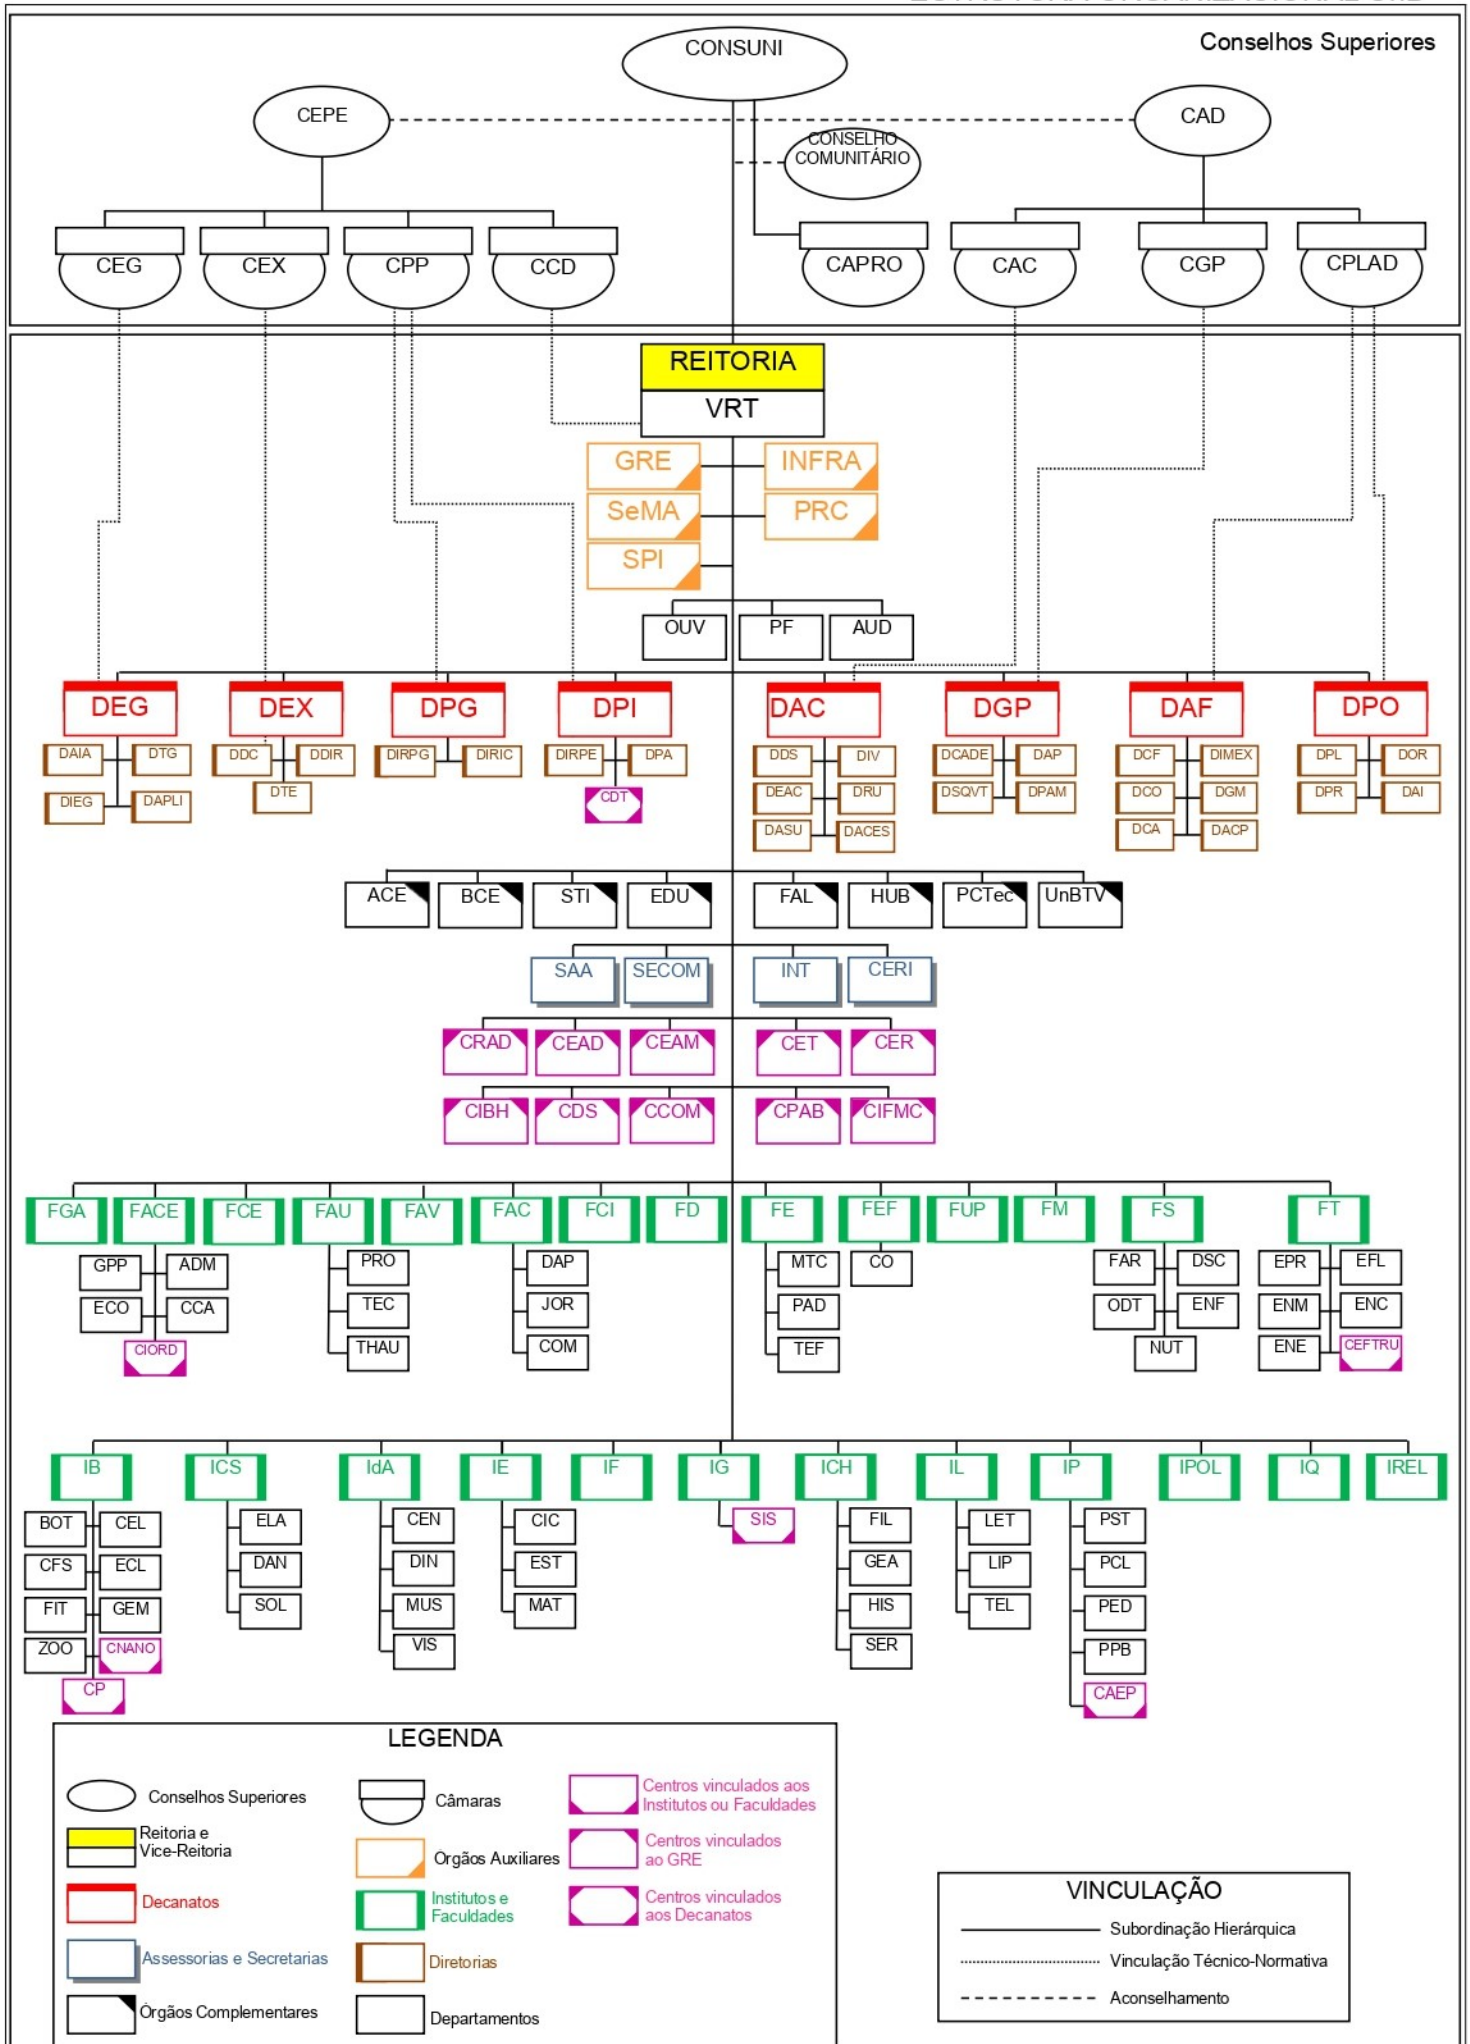 Conselhos Superiores
CONSUNI
CEPE
CAD
CONSELHO
COMUNITÁRIO
CEG
CEX
CPP
CCD
CAPRO
CAC
CGP
CPLAD
REITORIA
VRT
GRE
INFRA
SeMA
PRC
SPI
OUV
PF
AUD
DEG
DEX
DPG
DPI
DAC
DGP
DAF
DPO
DAIA
DTG
DDC
DDIR
DIRPG
DIRIC
DIRPE
DPA
DDS
DIV
DCADE
DAP
DCF
DIMEX
DPL
DOR
DIEG
DAPLI
DTE
CDT
DEAC
DRU
DSQVT
DPAM
DCO
DGM
DPR
DAI
DASU
DACES
DCA
DACP
ACE
BCE
STI
EDU
FAL
HUB
PCTec
UnBTV
SAA
SECOM
INT
CERI
CRAD
CEAD
CEAM
CET
CER
CIBH
CDS
CCOM
CPAB
CIFMC
FGA
FACE
FCE
FAU
FAV
FAC
FCI
FD
FE
FEF
FUP
FM
FS
FT
GPP
ADM
PRO
DAP
MTC
CO
FAR
DSC
EPR
EFL
ECO
CCA
TEC
JOR
PAD
ODT
ENF
ENM
ENC
CIORD
THAU
COM
TEF
NUT
ENE
CEFTRU
IB
ICS
IdA
IE
IF
IG
ICH
IL
IP
IPOL
IQ
IREL
BOT
CEL
ELA
CEN
CIC
SIS
FIL
LET
PST
CFS
ECL
DAN
DIN
EST
GEA
LIP
PCL
FIT
GEM
SOL
MUS
MAT
HIS
TEL
PED
ZOO
CNANO
VIS
SER
PPB
CP
CAEP
LEGENDA
Conselhos Superiores
Câmaras
Centros vinculados aos
Institutos ou Faculdades
Reitoria e
Vice-Reitoria
Órgãos Auxiliares
Centros vinculados
ao GRE
Decanatos
Institutos e
Faculdades
Centros vinculados
aos Decanatos
Assessorias e Secretarias
Diretorias
Órgãos Complementares
Departamentos
VINCULAÇÃO
Subordinação Hierárquica
Vinculação Técnico-Normativa
Aconselhamento